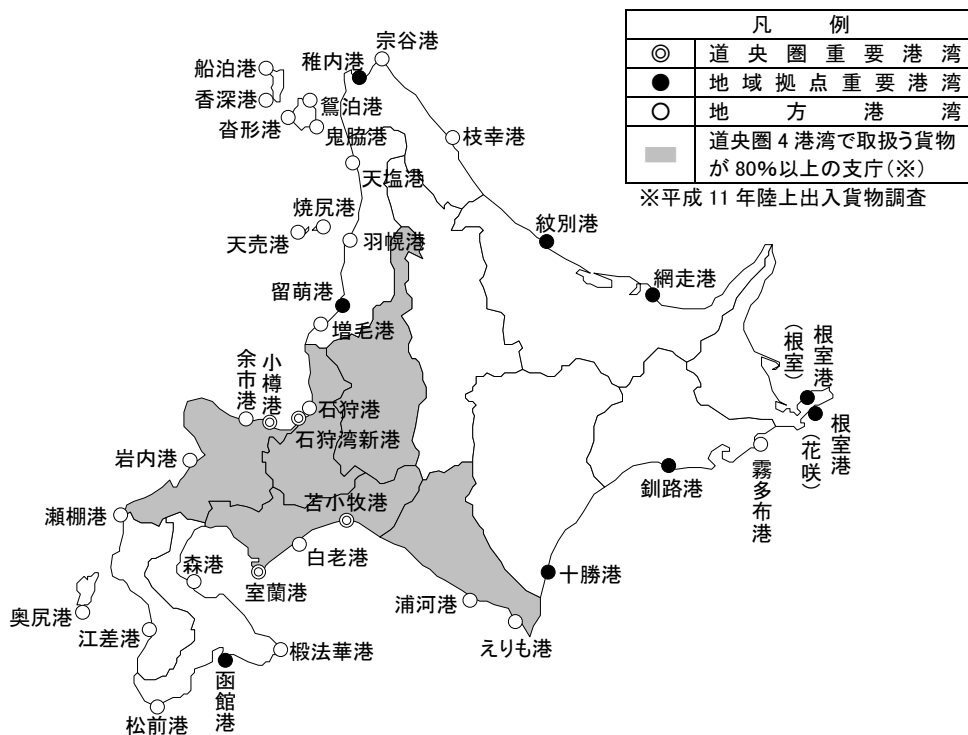 凡例
◎ 道央圏重要港湾
● 地域拠点重要港湾
○ 地方港湾
道央圏4港湾で取扱う貨物
が80%以上の支庁(※)
※平成11年陸上出入貨物調査
宗谷港
稚内港
船泊港
香深港
鴛泊港
沓形港
鬼脇港
枝幸港
天塩港
焼尻港
天売港
羽幌港
紋別港
網走港
留萌港
増毛港
余市港
小樽港
石狩港
石狩湾新港
根室港
(根室)
根室港
(花咲)
岩内港
霧多布港
釧路港
苫小牧港
瀬棚港
白老港
室蘭港
森港
十勝港
浦河港
えりも港
奥尻港
江差港
椴法華港
函館港
松前港